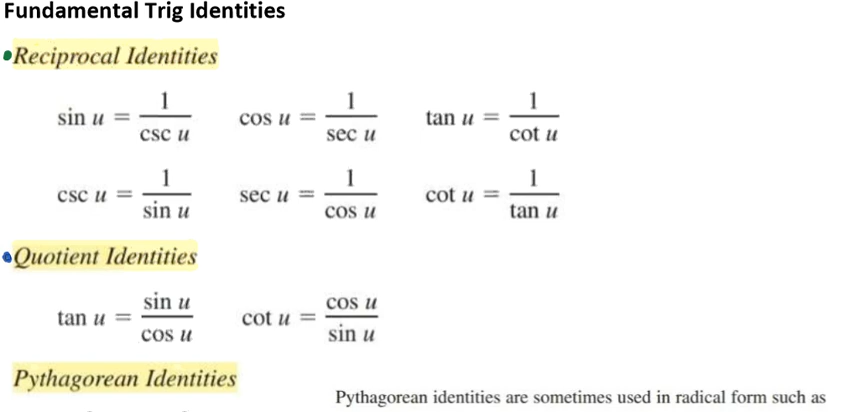 Fundamental Trig Identities
Reciprocal Identities
sin u = 1/csc u cos u = 1/sec u tan u = 1/cot u
csc u = 1/sin u sec u = 1/cos u cot u = 1/tan u
Quotient Identities
tan u = sin u/cos u cot u = cos u/sin u
Pythagorean Identities
Pythagorean identities are sometimes used in radical form such as